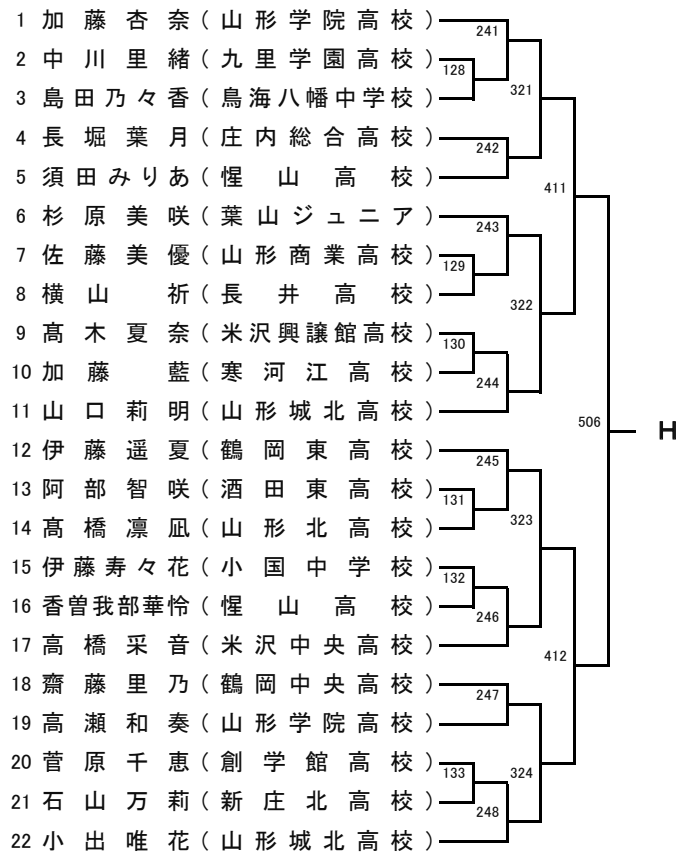 1 加藤杏奈(山形学院高校)
241
2 中川里緒(九里学園高校)
128
321
3 島田乃々香(鳥海八幡中学校)
4 長堀葉月(庄内総合高校)
242
5 須田みりあ(惺山高校)
411
6 杉原美咲(葉山ジュニア)
243
7 佐藤美優(山形商業高校)
129
8 横山祈(長井高校)
322
9 髙木夏奈(米沢興譲館高校)
130
10 加藤藍(寒河江高校)
244
11 山口莉明(山形城北高校)
506
H
12 伊藤遥夏(鶴岡東高校)
245
13 阿部智咲(酒田東高校)
131
323
14 髙橋凛凪(山形北高校)
15 伊藤寿々花(小国中学校)
132
16 香曽我部華怜(惺山高校)
246
17 高橋采音(米沢中央高校)
412
18 齋藤里乃(鶴岡中央高校)
247
19 高瀬和奏(山形学院高校)
20 菅原千恵(創学館高校)
133
324
21 石山万莉(新庄北高校)
248
22 小出唯花(山形城北高校)